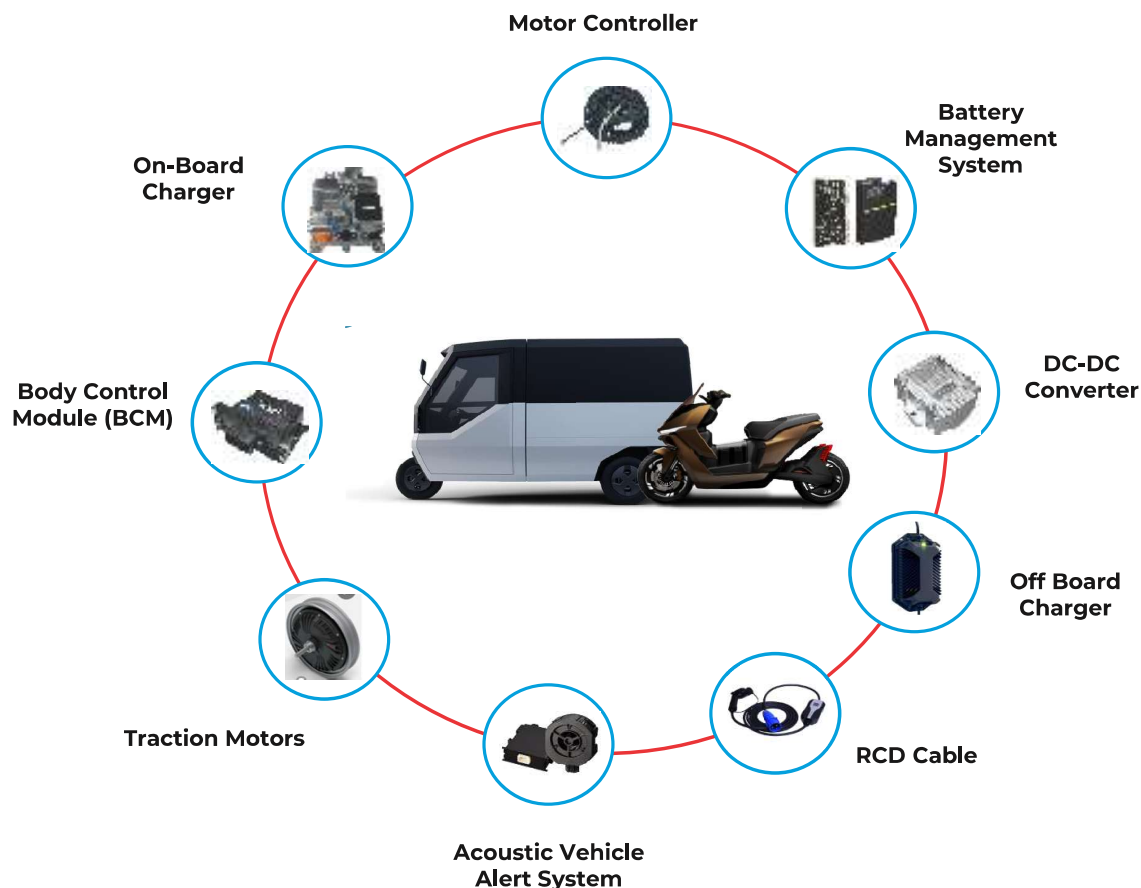 Motor Controller
Battery
Management
System
On-Board
Charger
DC-DC
Converter
Body Control
Module (BCM)
Off Board
Charger
Traction Motors
RCD Cable
Acoustic Vehicle
Alert System